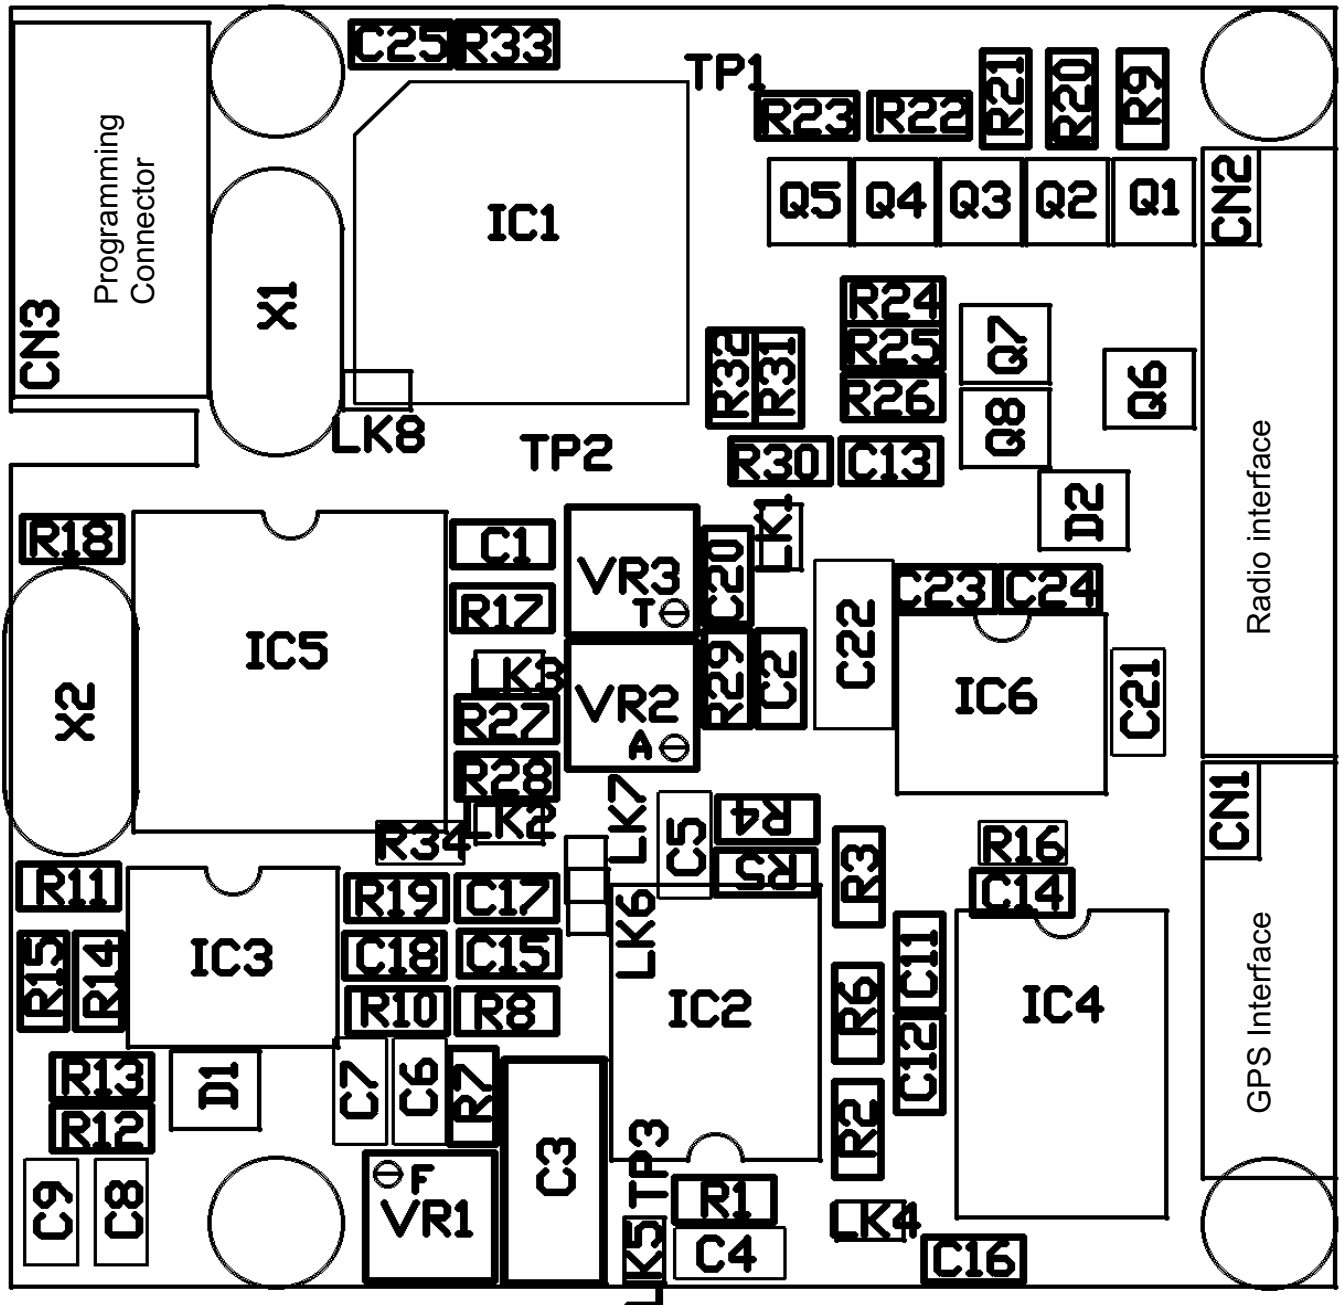 C25
R33
TP1
R23
R22
R21
R20
R9
Programming
Connector
CN3
X1
IC1
Q5
Q4
Q3
Q2
Q1
CN2
R24
R25
R26
R32
R31
Q7
Q8
Q6
LK8
TP2
R30
C13
D2
Radio interface
R18
C1
VR3
T
C20
LK1
R17
C23
C24
C22
IC5
LK3
R29
C2
IC6
C21
X2
R27
VR2
A
R28
LK2
R34
LK7
C5
R4
R5
R3
R16
CN1
R11
R19
C17
LK6
C14
R15
R14
IC3
C18
C15
C11
R10
R8
IC2
R6
IC4
GPS Interface
R13
D1
C7
C6
R7
C12
R12
C3
R2
TP3
C9
C8
F
VR1
R1
LK5
C4
LK4
C16